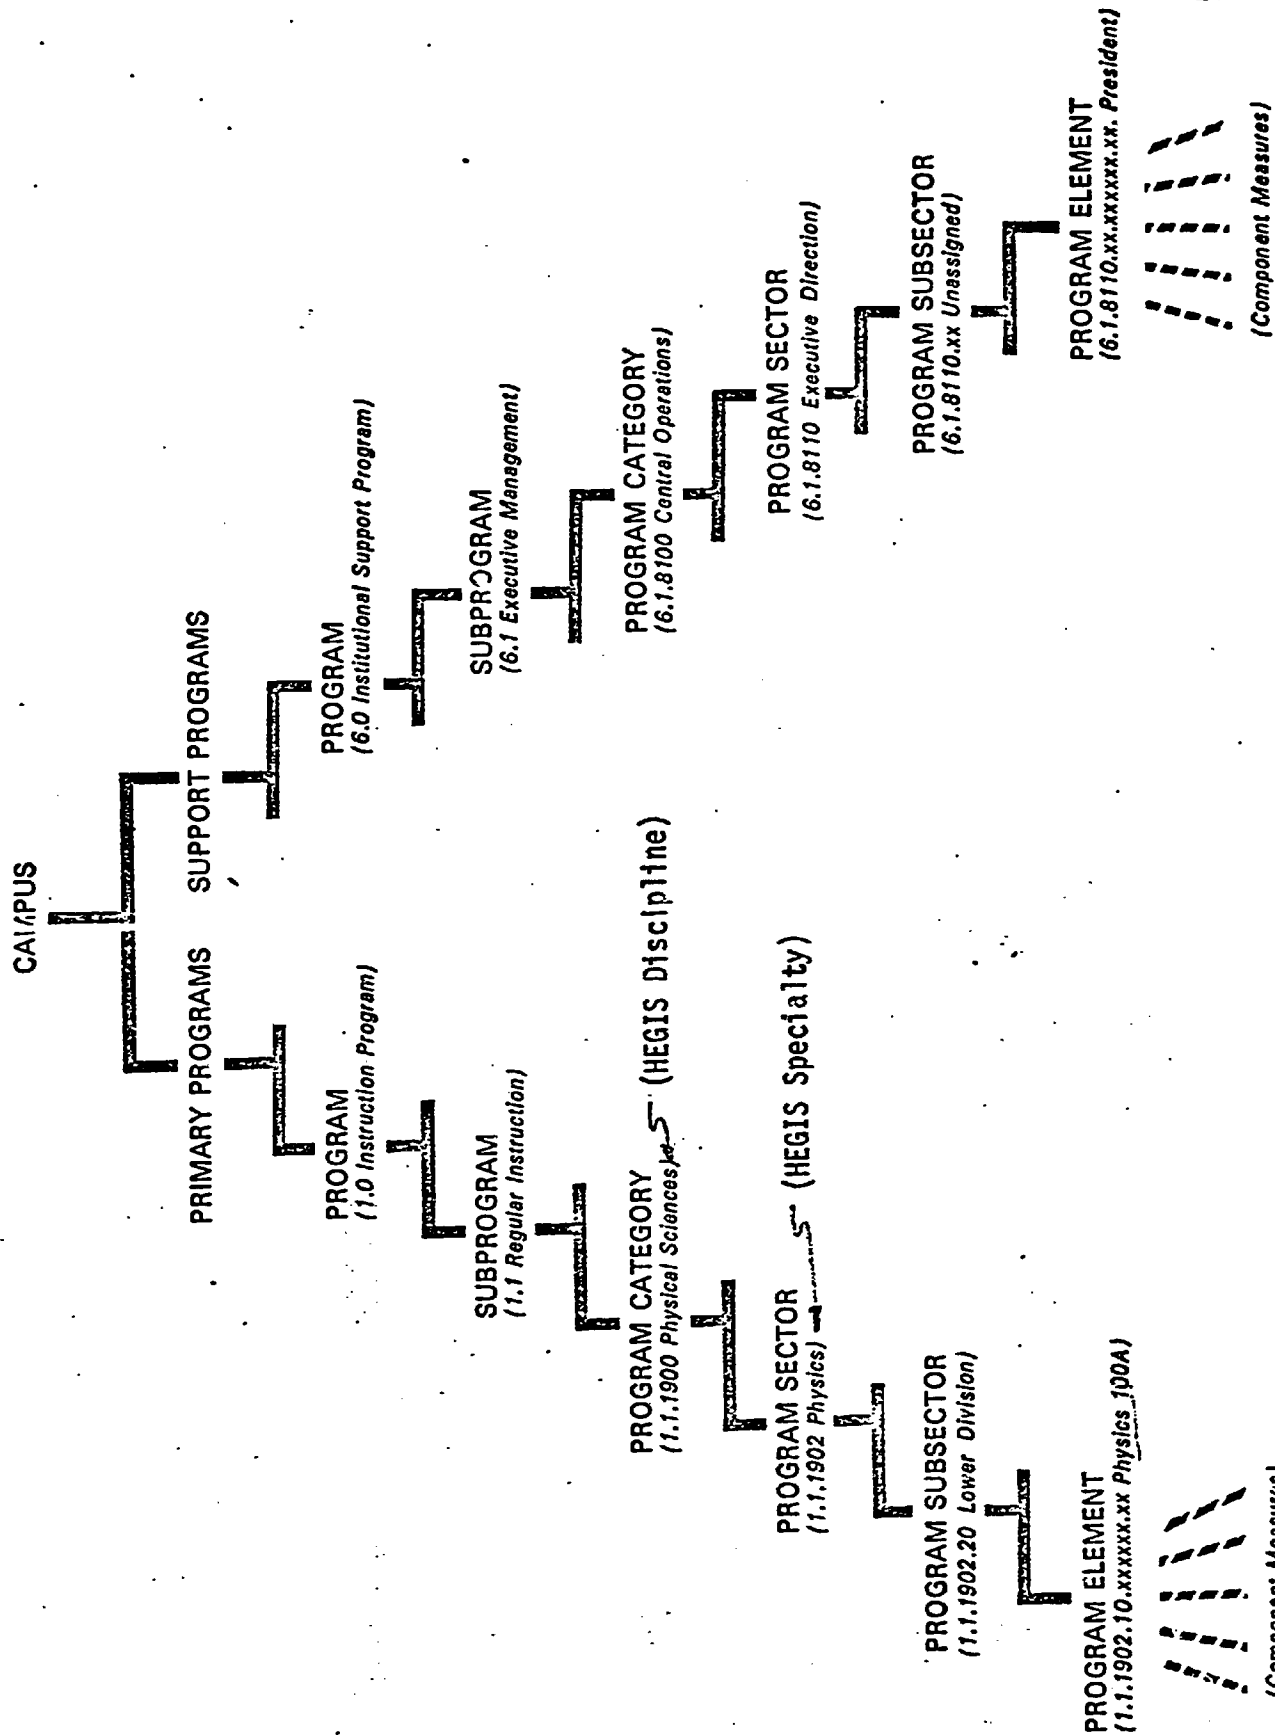 CAMPUS
PRIMARY PROGRAMS
SUPPORT PROGRAMS
PROGRAM
(1.0 Instruction Program)
PROGRAM
(6.0 Institutional Support Program)
SUBPROGRAM
(1.1 Regular Instruction)
SUBPROGRAM
(6.1 Executive Management)
PROGRAM CATEGORY
(1.1.1900 Physical Sciences) (HEGIS Discipline)
PROGRAM CATEGORY
(6.1.8100 Central Operations)
PROGRAM SECTOR
(1.1.1902 Physics) (HEGIS Specialty)
PROGRAM SECTOR
(6.1.8110 Executive Direction)
PROGRAM SUBSECTOR
(1.1.1902.20 Lower Division)
PROGRAM SUBSECTOR
(6.1.8110.xx Unassigned)
PROGRAM ELEMENT
(1.1.1902.10.xxxxxx.xx Physics 100A)
PROGRAM ELEMENT
(6.1.8110.xx.xxxxxx.xx. President)
(Component Measures)
(Component Measures)